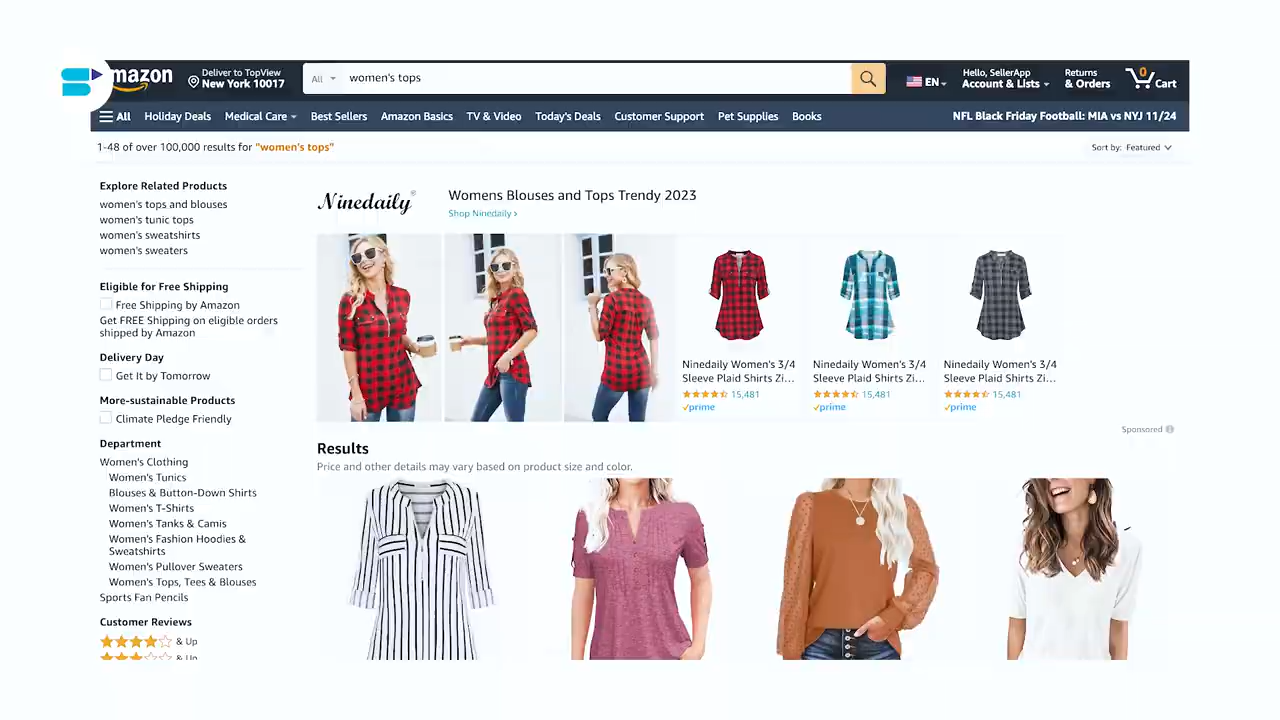 mazon
Deliver to TopView
New York 10017
All
women's tops
EN
Hello, SellerApp
Account & Lists
Returns
& Orders
0
Cart
All
Holiday Deals
Medical Care
Best Sellers
Amazon Basics
TV & Video
Today's Deals
Customer Support
Pet Supplies
Books
NFL Black Friday Football: MIA vs NYJ 11/24
1-48 of over 100,000 results for "women's tops"
Sort by: Featured
Explore Related Products
women's tops and blouses
women's tunic tops
women's sweatshirts
women's sweaters
Eligible for Free Shipping
Free Shipping by Amazon
Get FREE Shipping on eligible orders
shipped by Amazon
Delivery Day
Get It by Tomorrow
More-sustainable Products
Climate Pledge Friendly
Department
Women's Clothing
Women's Tunics
Blouses & Button-Down Shirts
Women's T-Shirts
Women's Tanks & Camis
Women's Fashion Hoodies &
Sweatshirts
Women's Pullover Sweaters
Women's Tops, Tees & Blouses
Sports Fan Pencils
Customer Reviews
& Up
& Up
Ninedaily®
Womens Blouses and Tops Trendy 2023
Shop Ninedaily ›
Ninedaily Women's 3/4
Sleeve Plaid Shirts Zi...
15,481
prime
Ninedaily Women's 3/4
Sleeve Plaid Shirts Zi...
15,481
prime
Ninedaily Women's 3/4
Sleeve Plaid Shirts Zi...
15,481
prime
Sponsored
Results
Price and other details may vary based on product size and color.